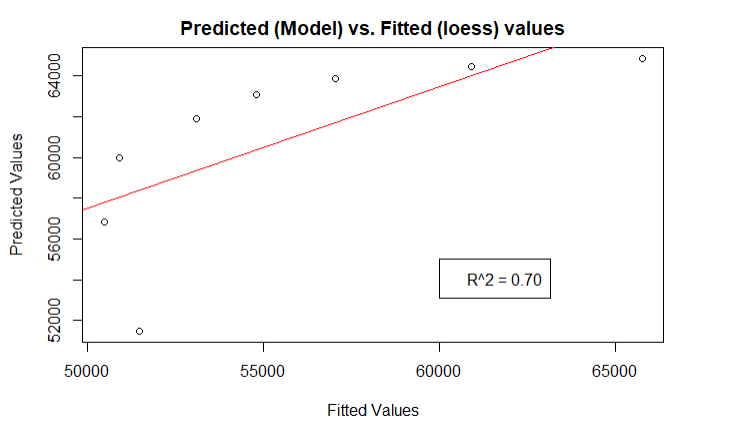 Predicted (Model) vs. Fitted (loess) values
Predicted Values
64000
60000
56000
52000
R^2 = 0.70
50000 55000 60000 65000
Fitted Values